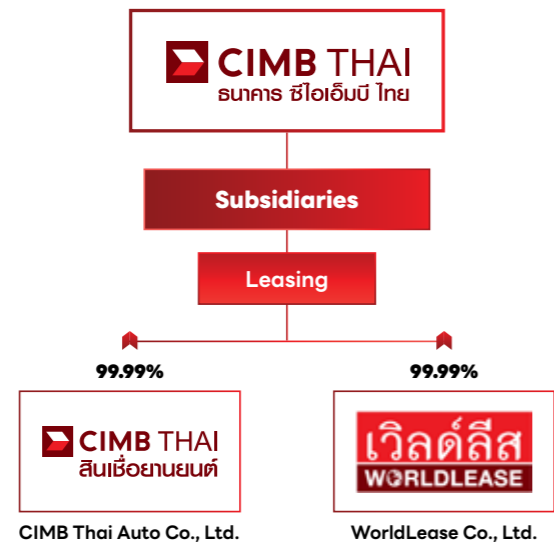 CIMB THAI
ธนาคาร ซีไอเอ็มบี ไทย
Subsidiaries
Leasing
99.99%
99.99%
CIMB THAI
สินเชื่อยานยนต์
CIMB Thai Auto Co., Ltd.
เวิลด์ลีส
WORLDLEASE
WorldLease Co., Ltd.